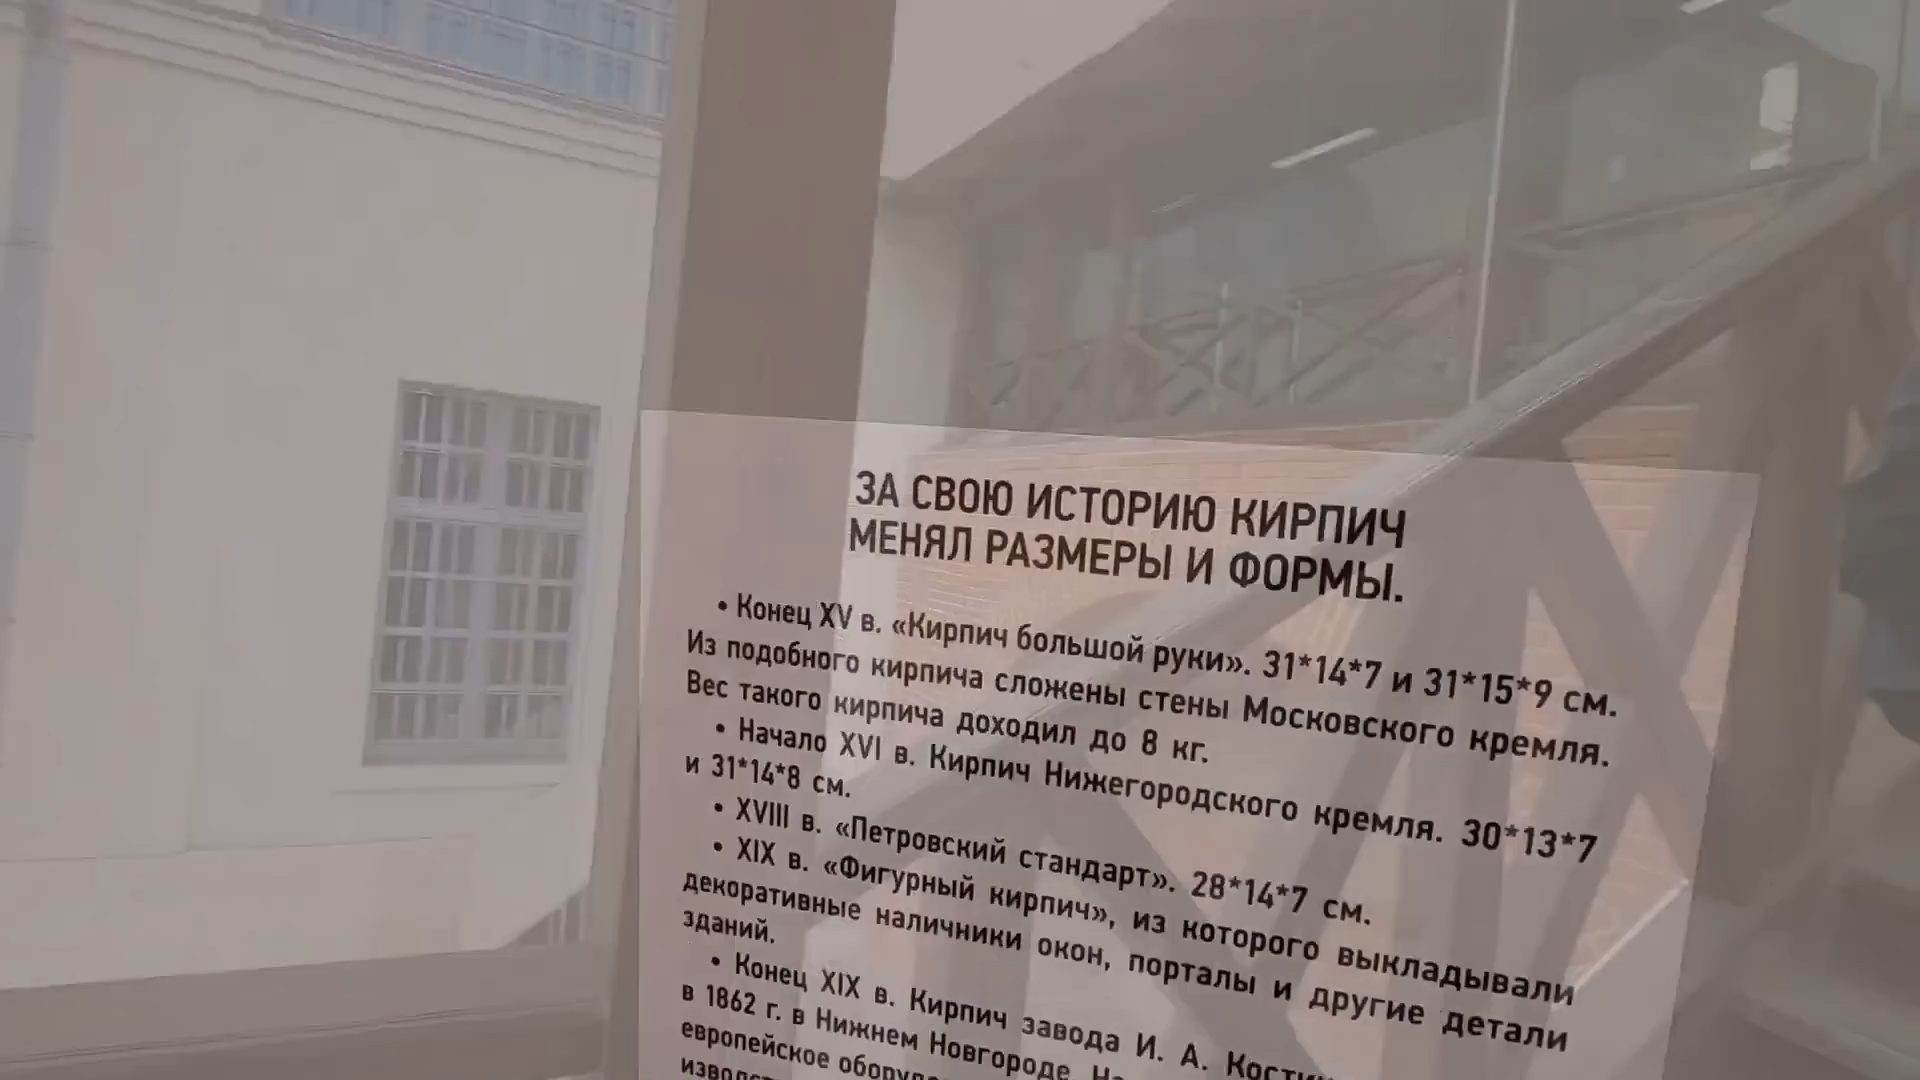 ЗА СВОЮ ИСТОРИЮ КИРПИЧ
МЕНЯЛ РАЗМЕРЫ И ФОРМЫ.
• Конец XV в. «Кирпич большой руки». 31*14*7 и 31*15*9 см.
Из подобного кирпича сложены стены Московского кремля.
Вес такого кирпича доходил до 8 кг.
• Начало XVI в. Кирпич Нижегородского кремля. 30*13*7
и 31*14*8 см.
• XVIII в. «Петровский стандарт». 28*14*7 см.
• XIX в. «Фигурный кирпич», из которого выкладывали
декоративные наличники окон, порталы и другие детали
зданий.
• Конец XIX в. Кирпич завода И. А.
в 1862 г. в Нижнем Новгороде
европейское